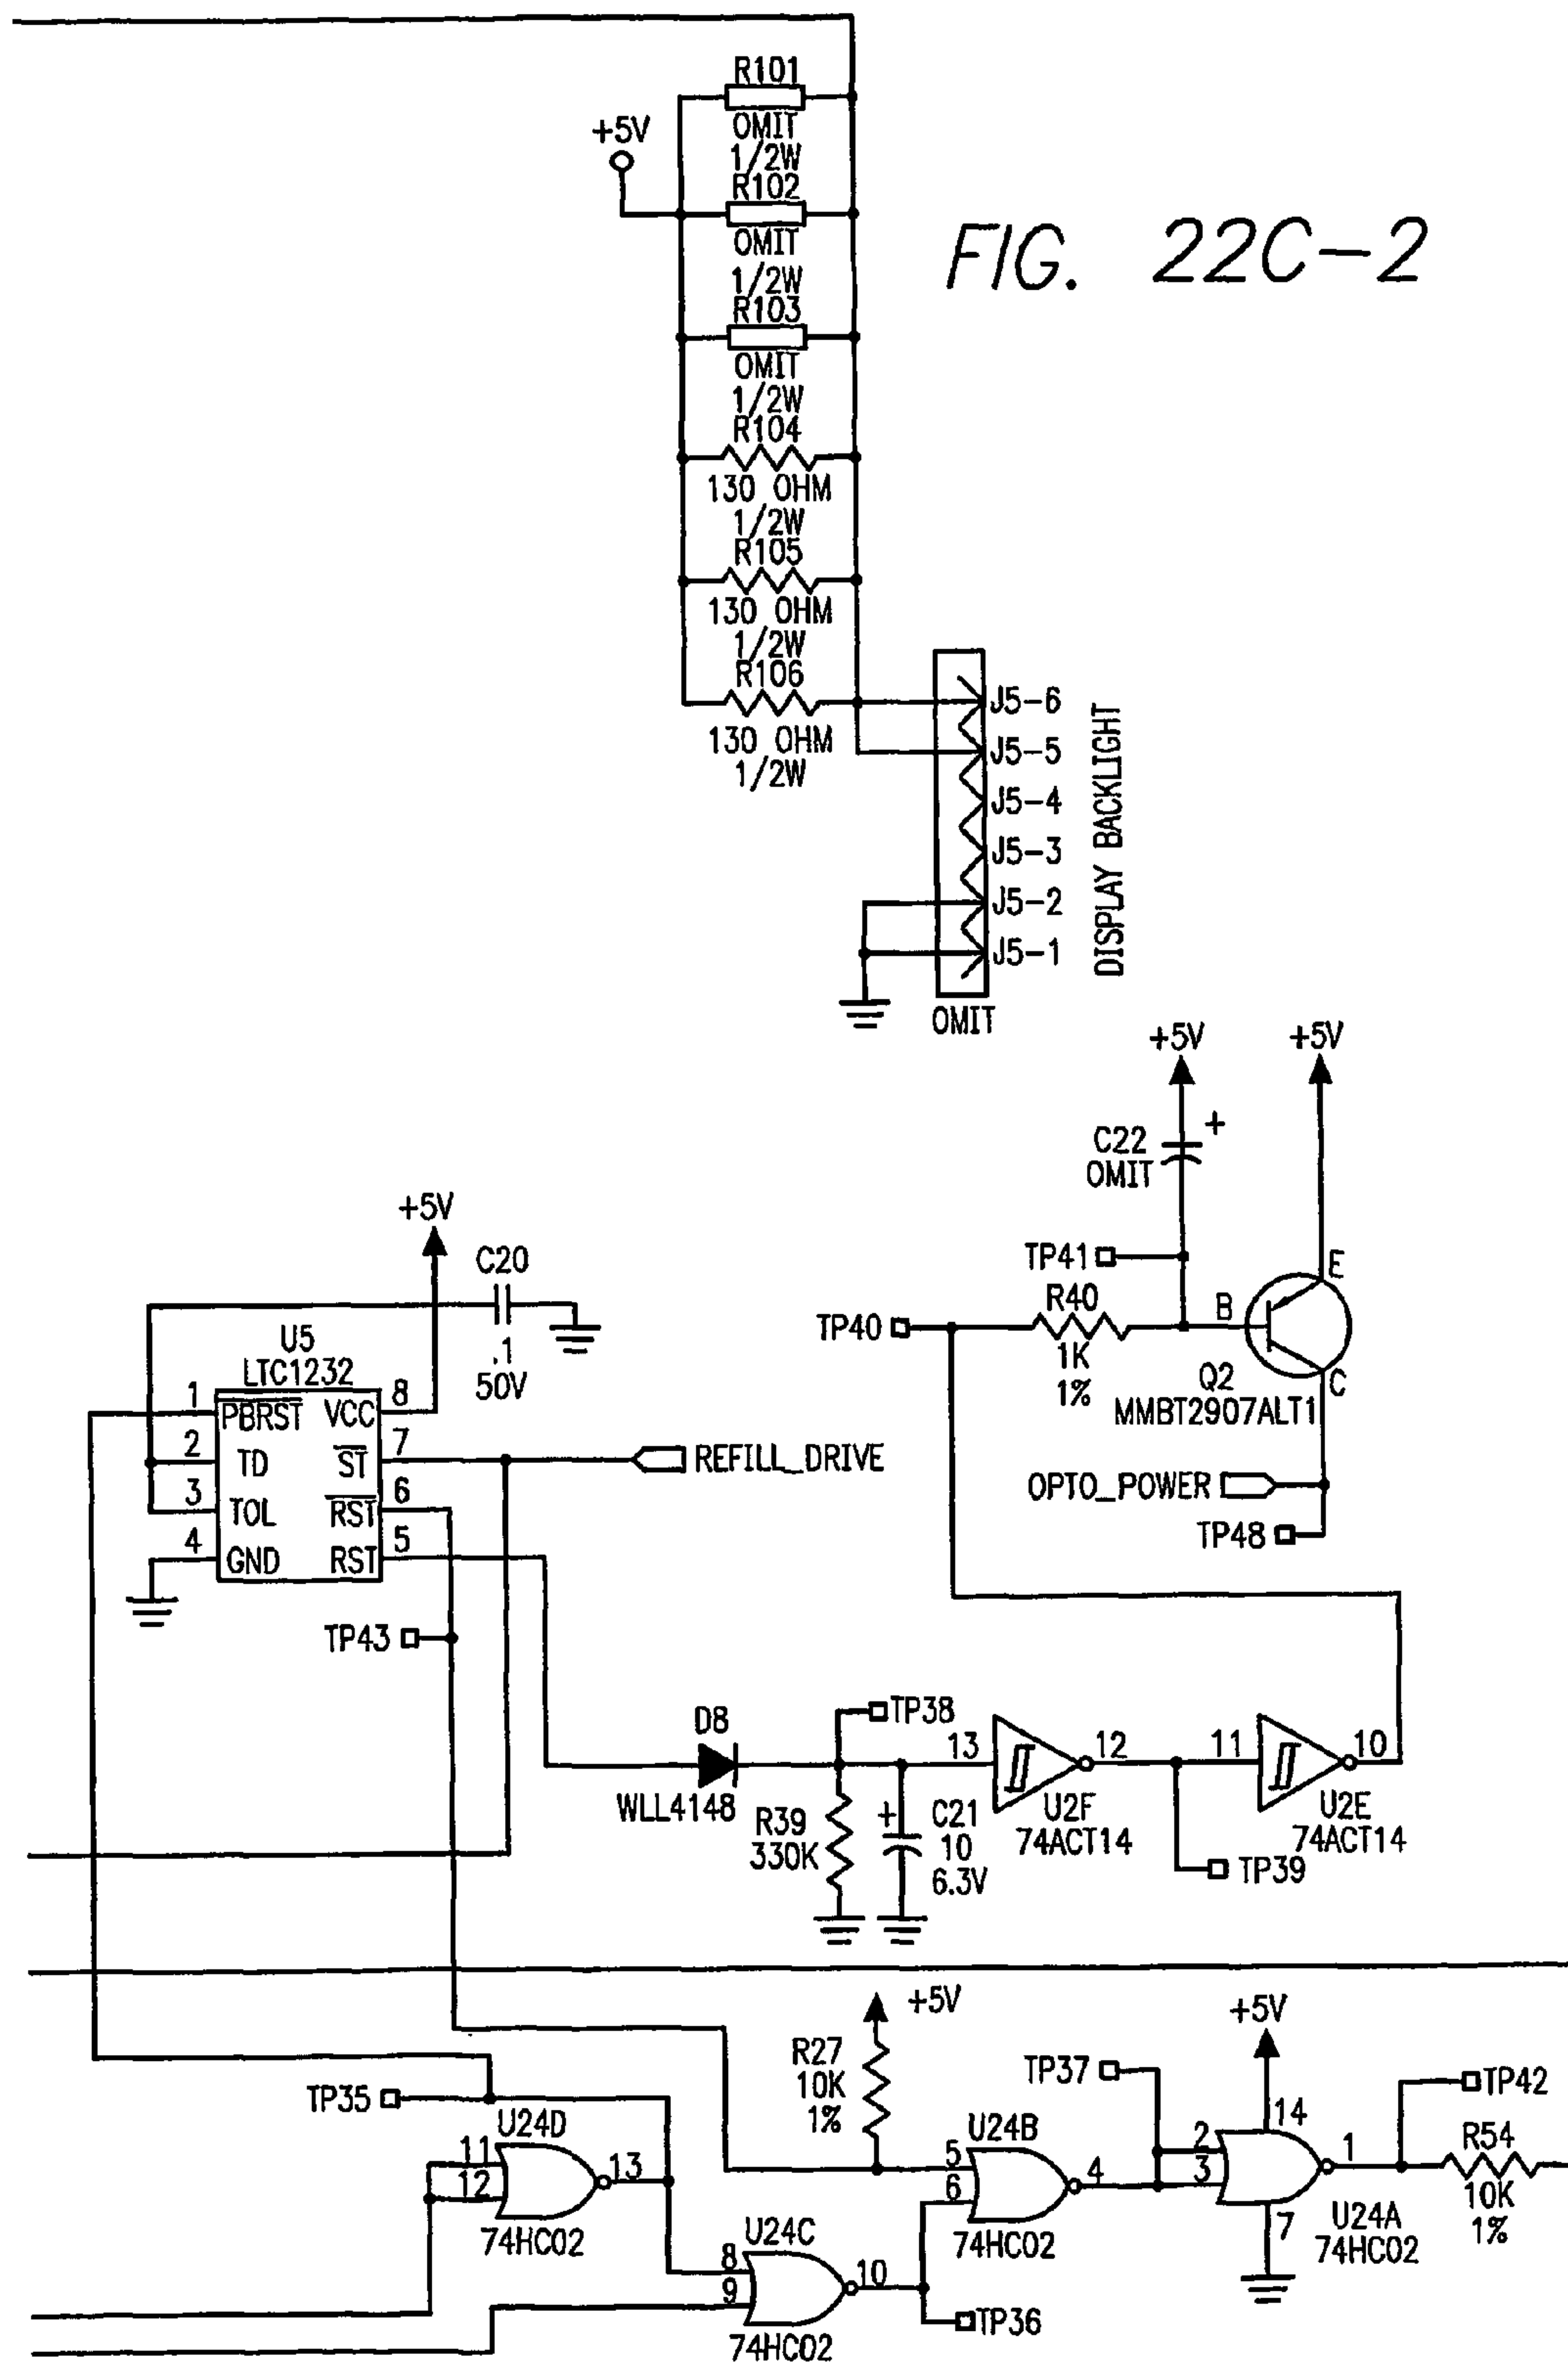 R101
OMIT
1/2W
+5V
R102
OMIT
1/2W
FIG. 22C-2
R103
OMIT
1/2W
R104
130 OHM
1/2W
R105
130 OHM
1/2W
R106
130 OHM
1/2W
J5-6
J5-5
J5-4
J5-3
J5-2
J5-1
DISPLAY BACKLIGHT
OMIT
+5V
+5V
+
C22
OMIT
TP41
E
R40
B
TP40
1K
1%
C
Q2
MMBT2907ALT1
OPTO_POWER
TP48
+5V
C20
.1
50V
U5
LTC1232
1 PBRST VCC 8
2 TD ST 7
REFILL_DRIVE
3 TOL RST 6
4 GND RST 5
TP43
D8
WLL4148
TP38
13
12
11
10
R39
330K
+
C21
10
6.3V
U2F
74ACT14
U2E
74ACT14
TP39
+5V
R27
10K
1%
+5V
TP37
TP42
TP35
U24D
11
12
13
74HC02
U24B
5
6
4
74HC02
14
2
3
1
7
U24A
74HC02
R54
10K
1%
U24C
8
9
10
74HC02
TP36